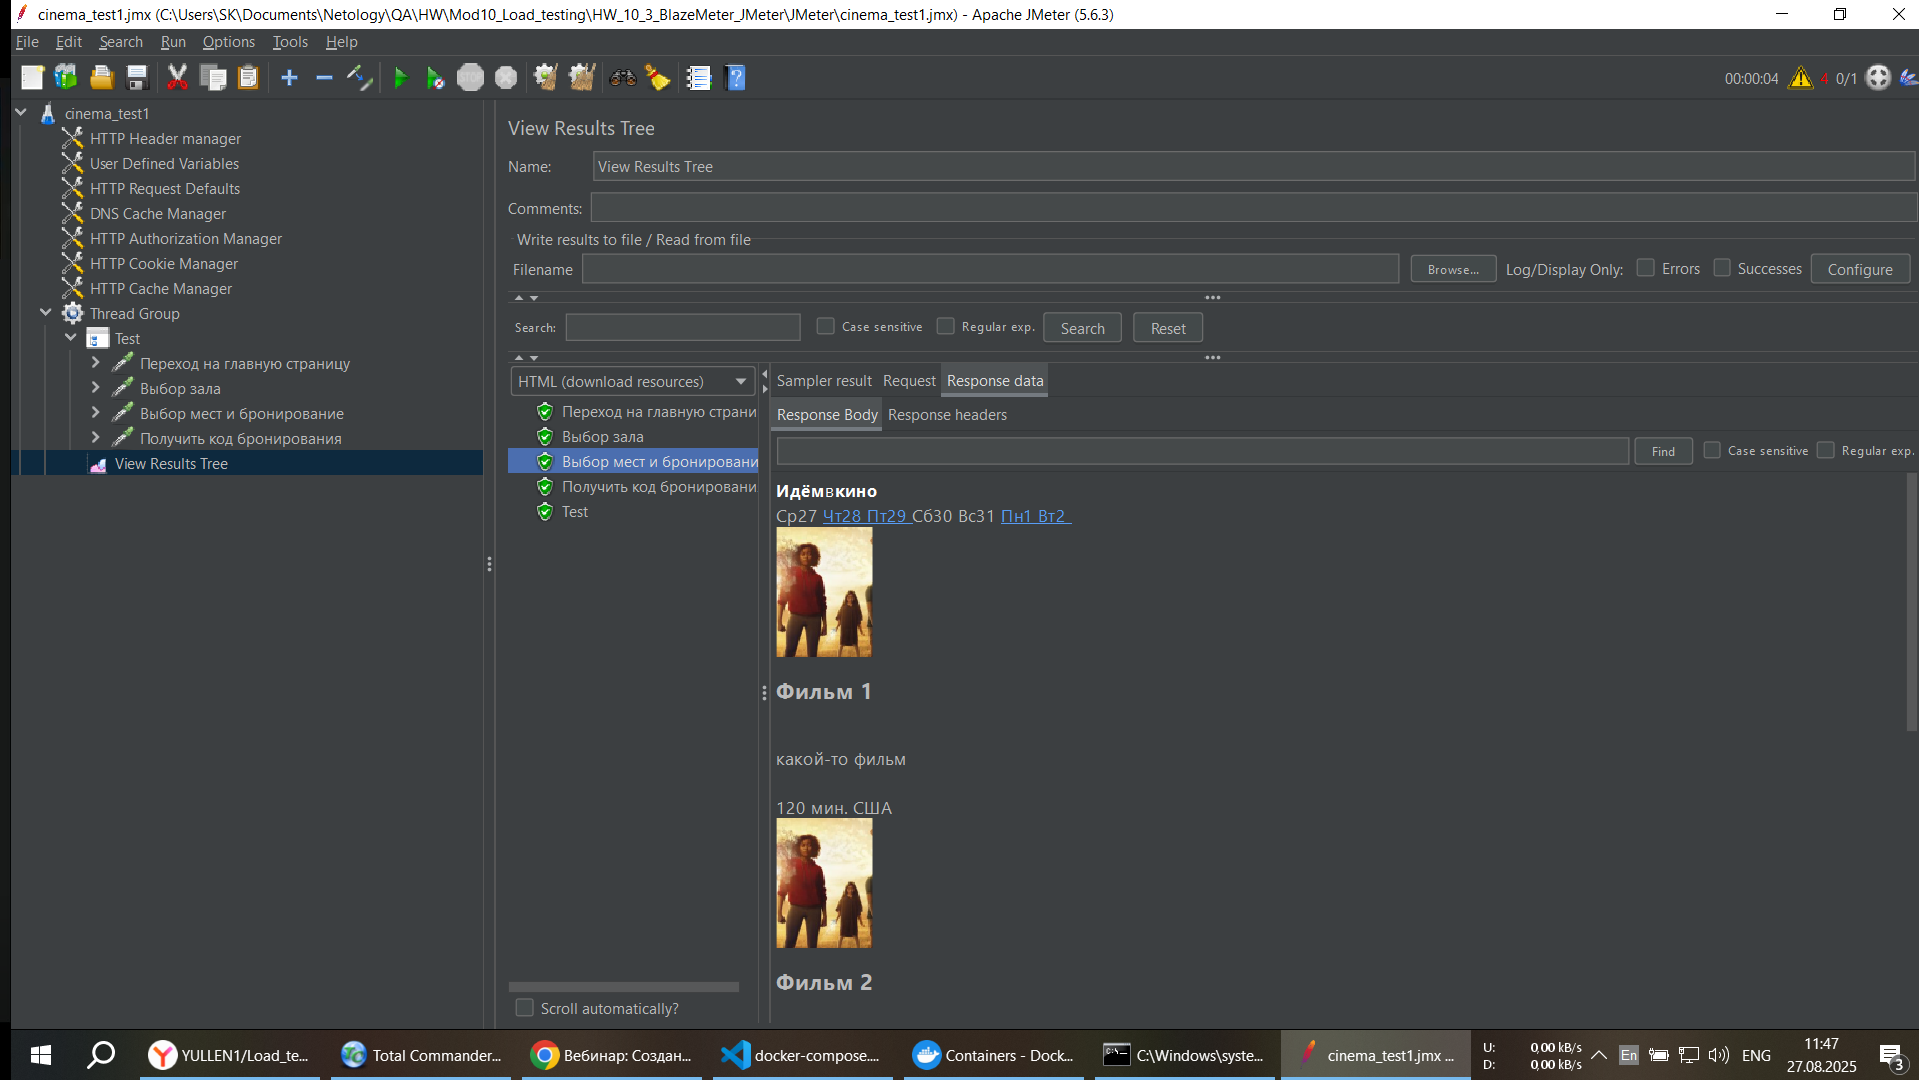 cinema_test1.jmx (C:\Users\SK\Documents\Netology\QA\HW\Mod10_Load_testing\HW_10_3_BlazeMeter_JMeter\JMeter\cinema_test1.jmx) - Apache JMeter (5.6.3)
File Edit Search Run Options Tools Help
00:00:04 4 0/1
cinema_test1
HTTP Header manager
User Defined Variables
HTTP Request Defaults
DNS Cache Manager
HTTP Authorization Manager
HTTP Cookie Manager
HTTP Cache Manager
Thread Group
Test
Переход на главную страницу
Выбор зала
Выбор мест и бронирование
Получить код бронирования
View Results Tree
View Results Tree
Name: View Results Tree
Comments:
Write results to file / Read from file
Filename Browse... Log/Display Only: Errors Successes Configure
Search: Case sensitive Regular exp. Search Reset
HTML (download resources)
Переход на главную страни
Выбор зала
Выбор мест и бронировани
Получить код бронировани
Test
Scroll automatically?
Sampler result Request Response data
Response Body Response headers
Find Case sensitive Regular exp.
Идёмвкино
Ср27 Чт28 Пт29 Сб30 Вс31 Пн1 Вт2
Фильм 1
какой-то фильм
120 мин. США
Фильм 2
YULLEN1/Load_te... Total Commander... Вебинар: Создан... docker-compose.... Containers - Dock... C:\Windows\syste... cinema_test1.jmx ...
U: 0,00 kB/s
D: 0,00 kB/s
En ENG
11:47
27.08.2025
3